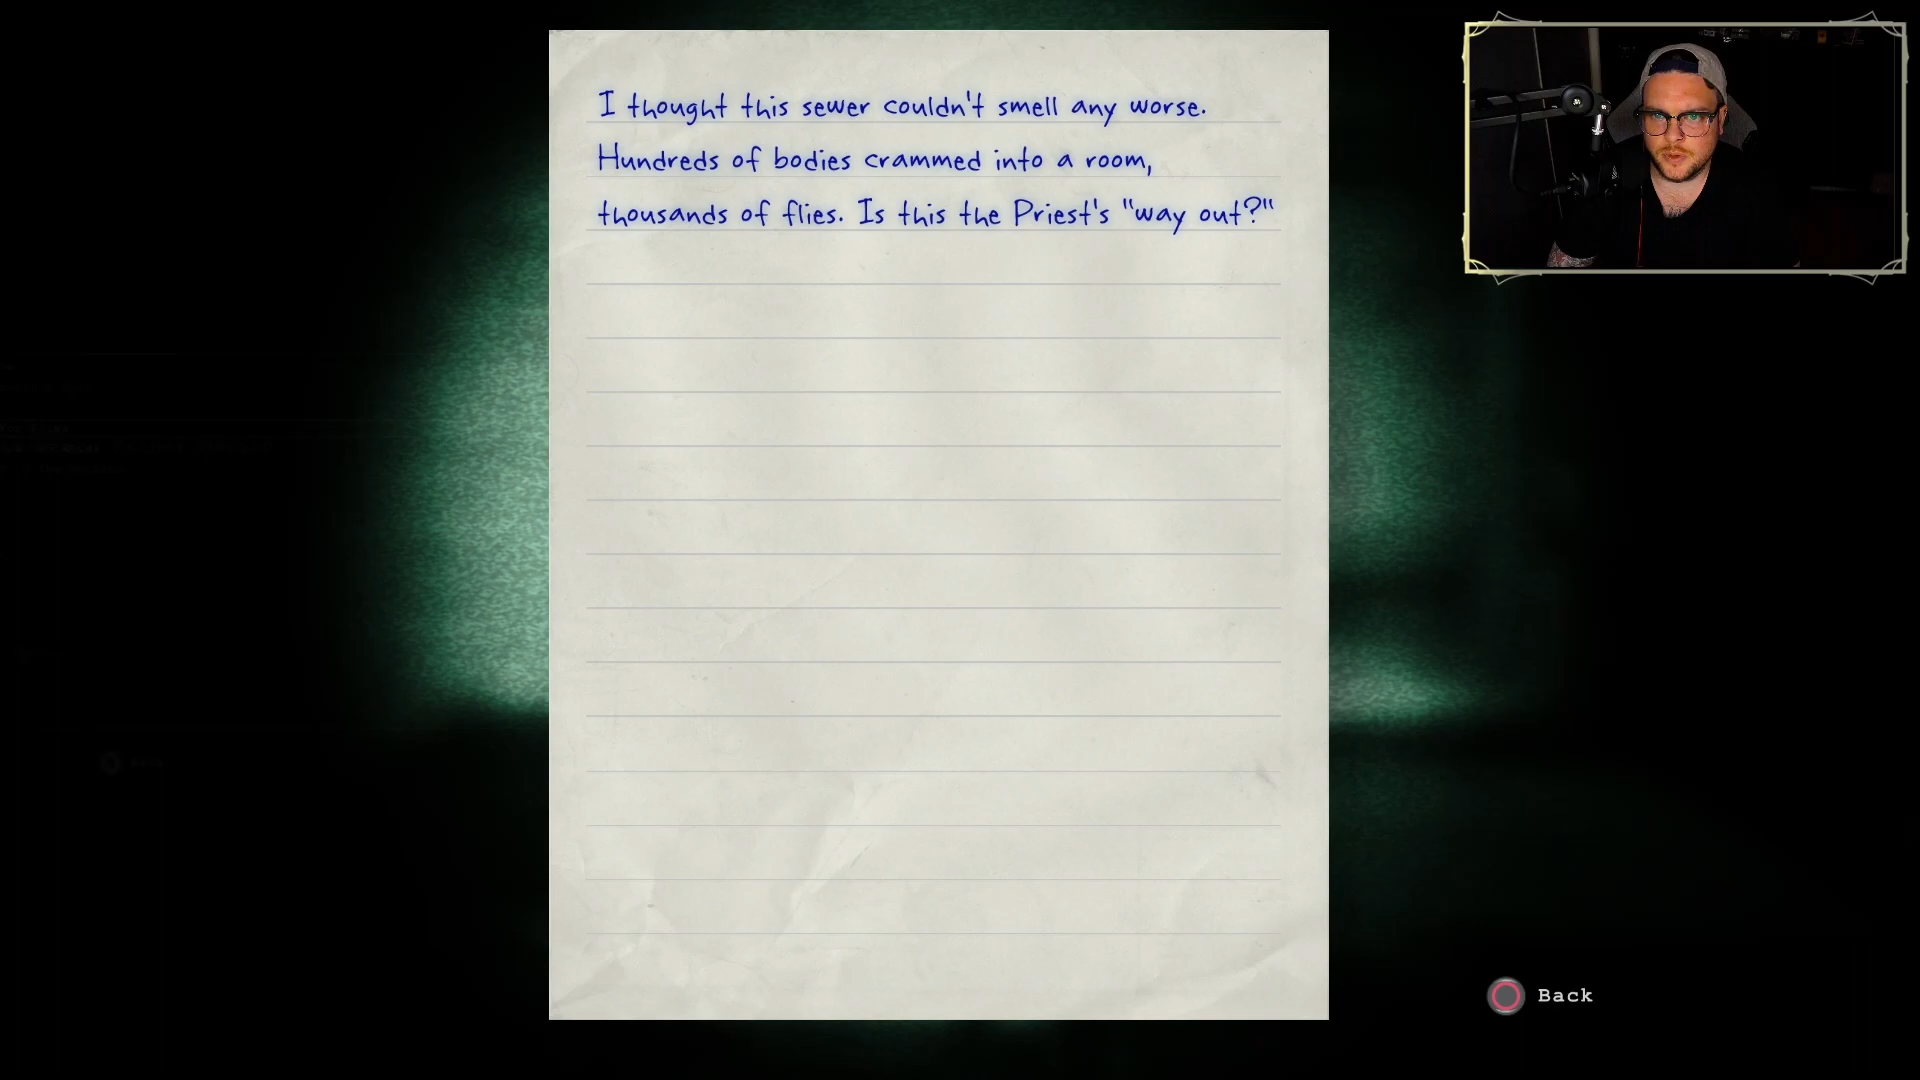 I thought this sewer couldn't smell any worse.
Hundreds of bodies crammed into a room,
thousands of flies. Is this the Priest's "way out?"
Back